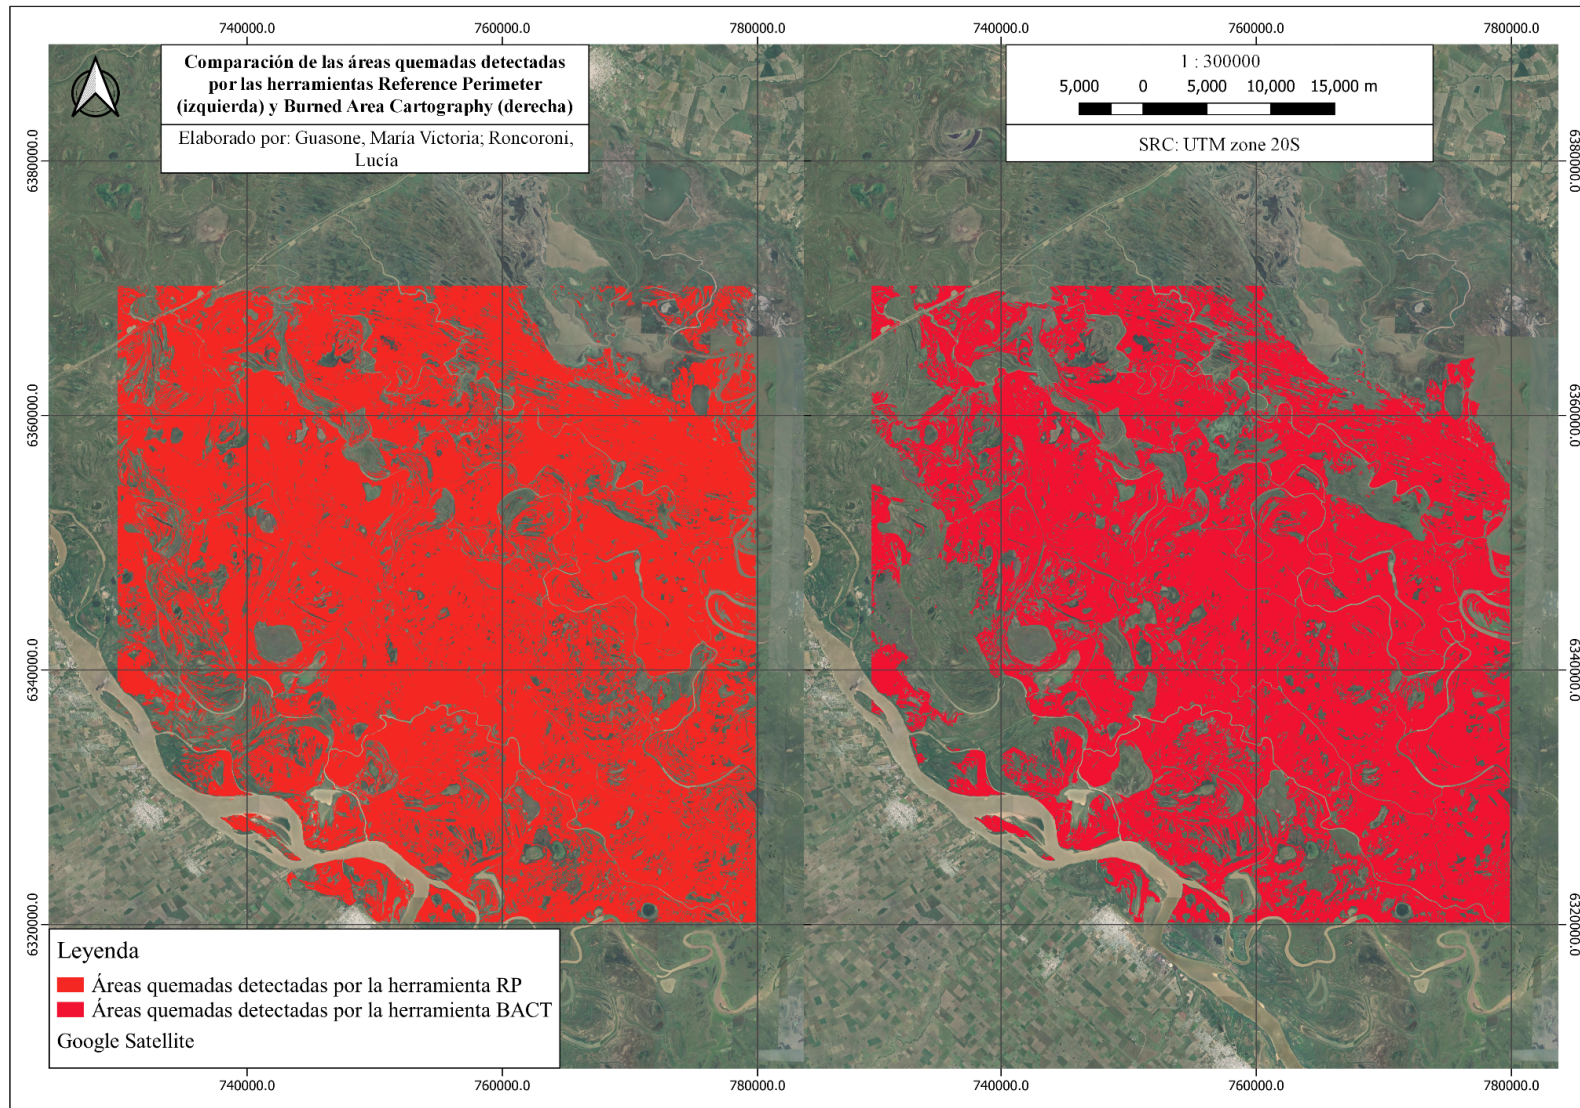 740000.0
760000.0
780000.0
740000.0
760000.0
780000.0
Comparación de las áreas quemadas detectadas
por las herramientas Reference Perimeter
(izquierda) y Burned Area Cartography (derecha)
Elaborado por: Guasone, María Victoria; Roncoroni,
Lucía
1 : 300000
5,000
0
5,000
10,000
15,000 m
SRC: UTM zone 20S
6380000.0
6360000.0
6340000.0
6320000.0
6380000.0
6360000.0
6340000.0
6320000.0
Leyenda
Áreas quemadas detectadas por la herramienta RP
Áreas quemadas detectadas por la herramienta BACT
Google Satellite
740000.0
760000.0
780000.0
740000.0
760000.0
780000.0